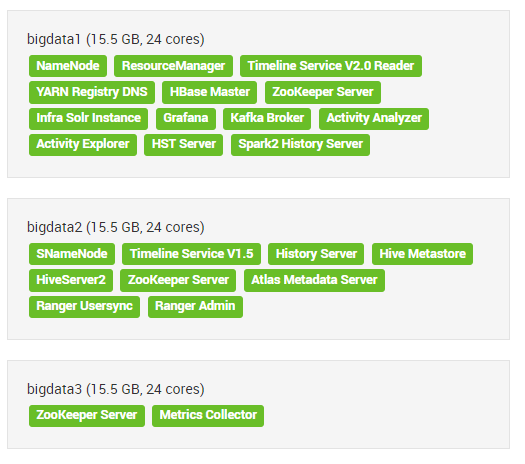 bigdata1 (15.5 GB, 24 cores)
NameNode ResourceManager Timeline Service V2.0 Reader
YARN Registry DNS HBase Master ZooKeeper Server
Infra Solr Instance Grafana Kafka Broker Activity Analyzer
Activity Explorer HST Server Spark2 History Server
bigdata2 (15.5 GB, 24 cores)
SNameNode Timeline Service V1.5 History Server Hive Metastore
HiveServer2 ZooKeeper Server Atlas Metadata Server
Ranger Usersync Ranger Admin
bigdata3 (15.5 GB, 24 cores)
ZooKeeper Server Metrics Collector